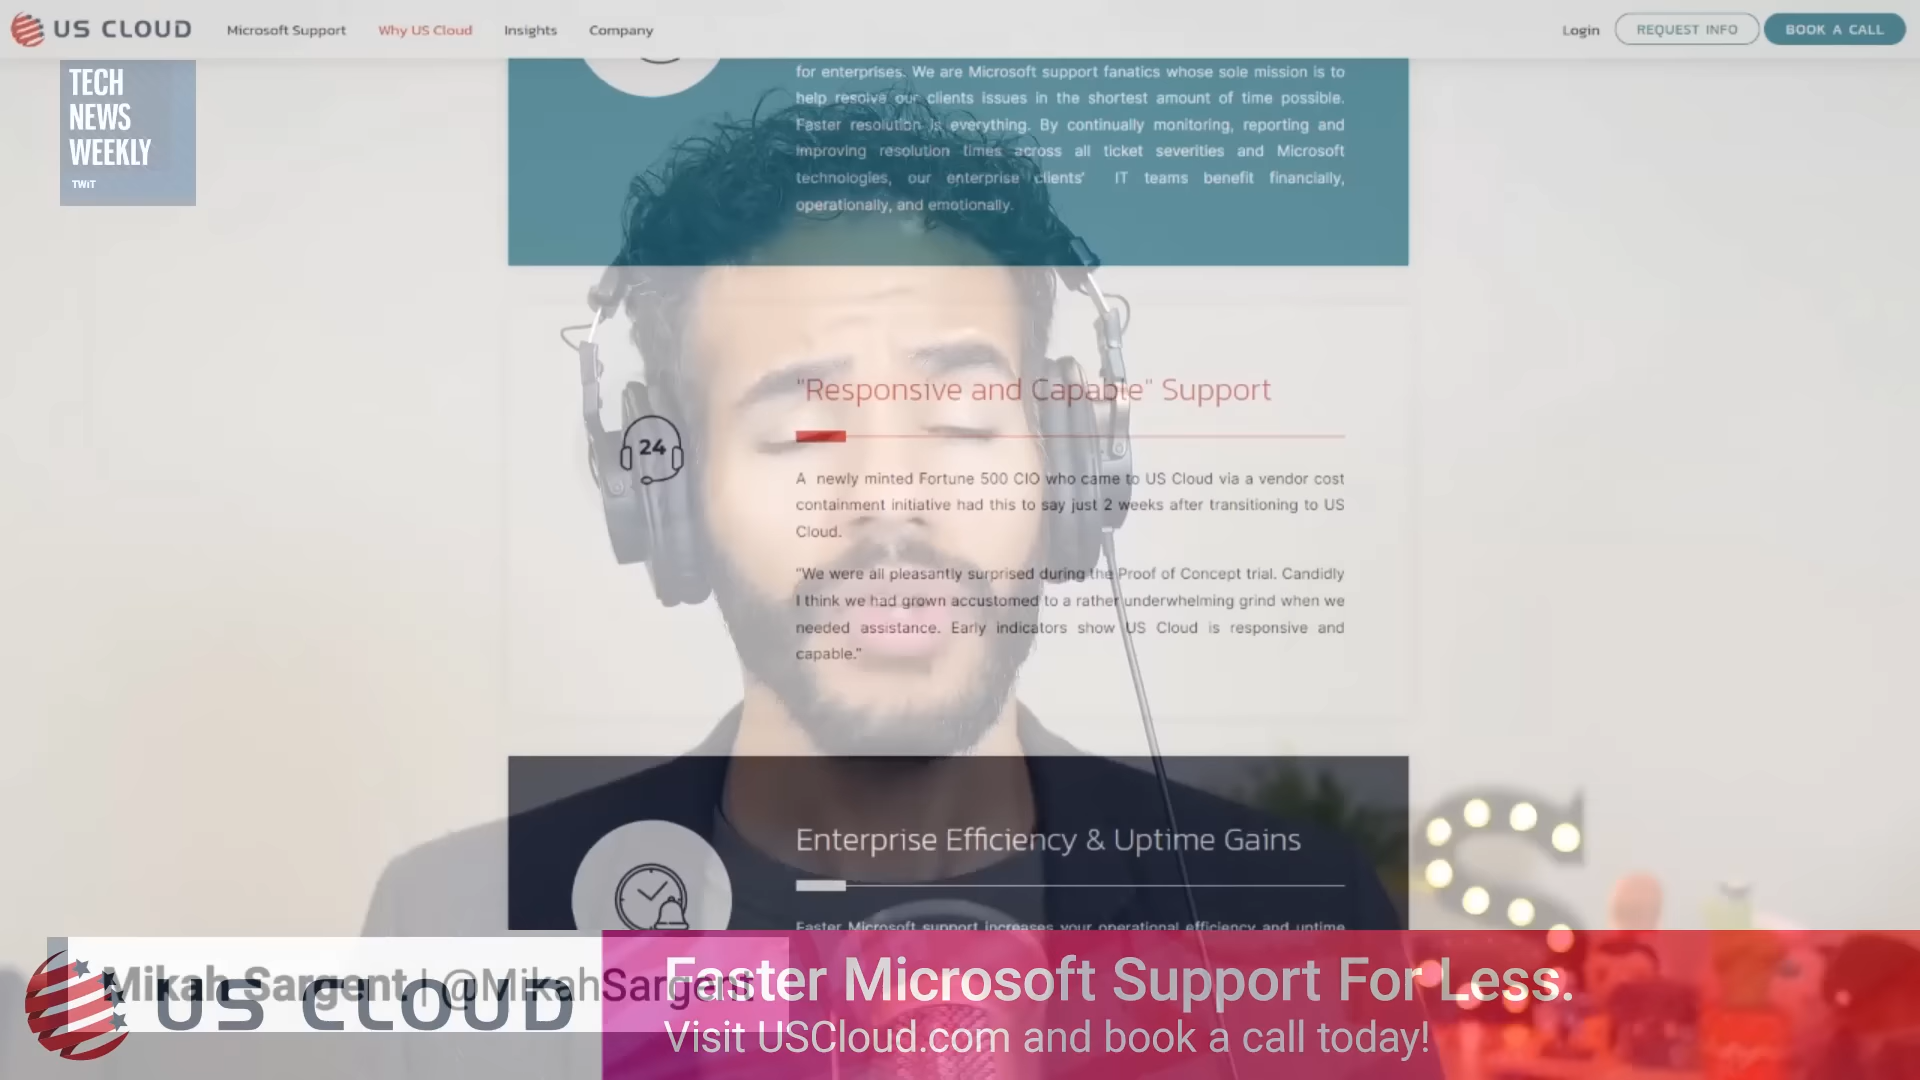 US CLOUD
Microsoft Support
Why US Cloud
Insights
Company
Login
REQUEST INFO
BOOK A CALL
TECH
NEWS
WEEKLY
TWiT
for enterprises. We are Microsoft support fanatics whose sole mission is to
help resolve our clients issues in the shortest amount of time possible.
Faster resolution is everything. By continually monitoring, reporting and
improving resolution times across all ticket severities and Microsoft
technologies, our enterprise clients' IT teams benefit financially,
operationally, and emotionally.
"Responsive and Capable" Support
24
A newly minted Fortune 500 CIO who came to US Cloud via a vendor cost
containment initiative had this to say just 2 weeks after transitioning to US
Cloud.
"We were all pleasantly surprised during the Proof of Concept trial. Candidly
I think we had grown accustomed to a rather underwhelming grind when we
needed assistance. Early indicators show US Cloud is responsive and
capable."
Enterprise Efficiency & Uptime Gains
Faster Microsoft support increases your operational efficiency and uptime
Mikah Sargent | @MikahSargent
US CLOUD
Faster Microsoft Support For Less.
Visit USCloud.com and book a call today!
S